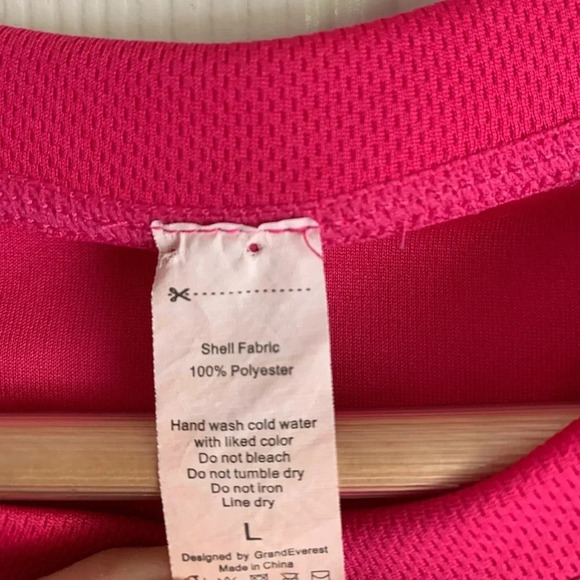 Shell Fabric
100% Polyester
Hand wash cold water
with liked color
Do not bleach
Do not tumble dry
Do not iron
Line dry
L
Designed by GrandEverest
Made in China